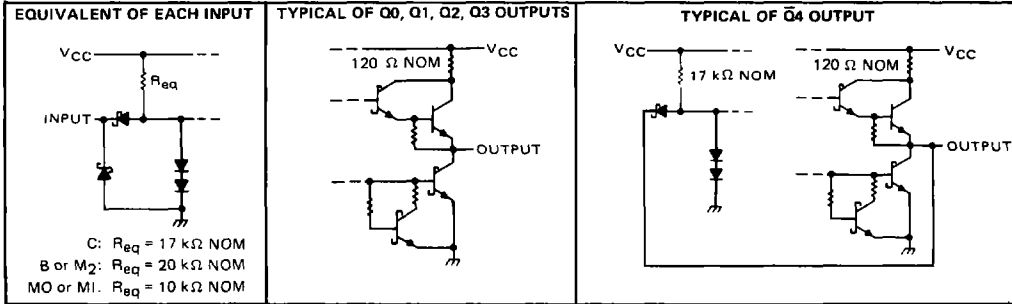 EQUIVALENT OF EACH INPUT
VCC
Req
INPUT
C: Req = 17 kΩ NOM
B or M2: Req = 20 kΩ NOM
MO or MI. Req = 10 kΩ NOM
TYPICAL OF Q0, Q1, Q2, Q3 OUTPUTS
VCC
120 Ω NOM
OUTPUT
TYPICAL OF Q̄4 OUTPUT
VCC
17 kΩ NOM
120 Ω NOM
VCC
OUTPUT